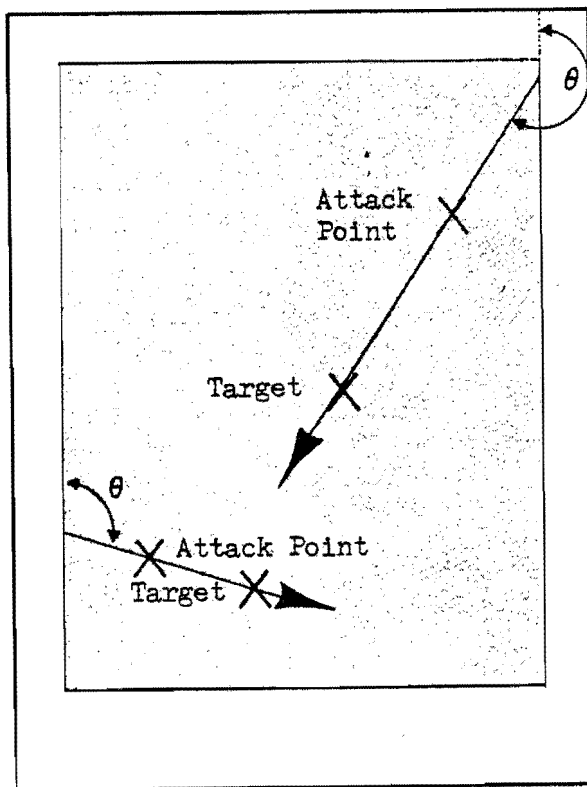 θ
Attack
Point
Target
θ
Attack Point
Target